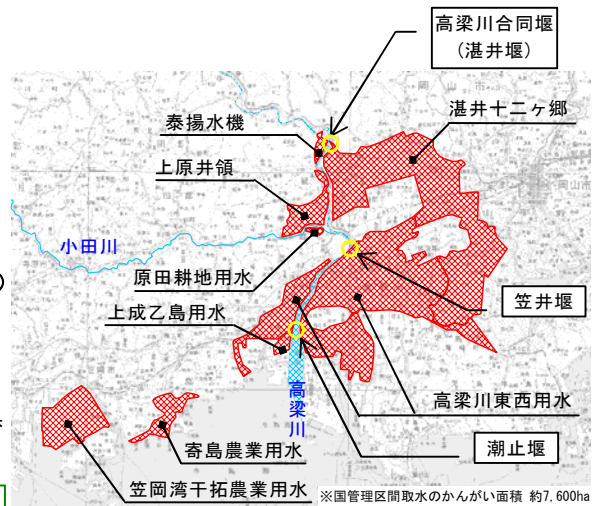 高梁川合同堰
(湛井堰)
泰揚水機
湛井十二ヶ郷
上原井領
小田川
原田耕地用水
笠井堰
上成乙島用水
高梁川
高梁川東西用水
寄島農業用水
潮止堰
笠岡湾干拓農業用水
※国管理区間取水のかんがい面積 約7,600ha